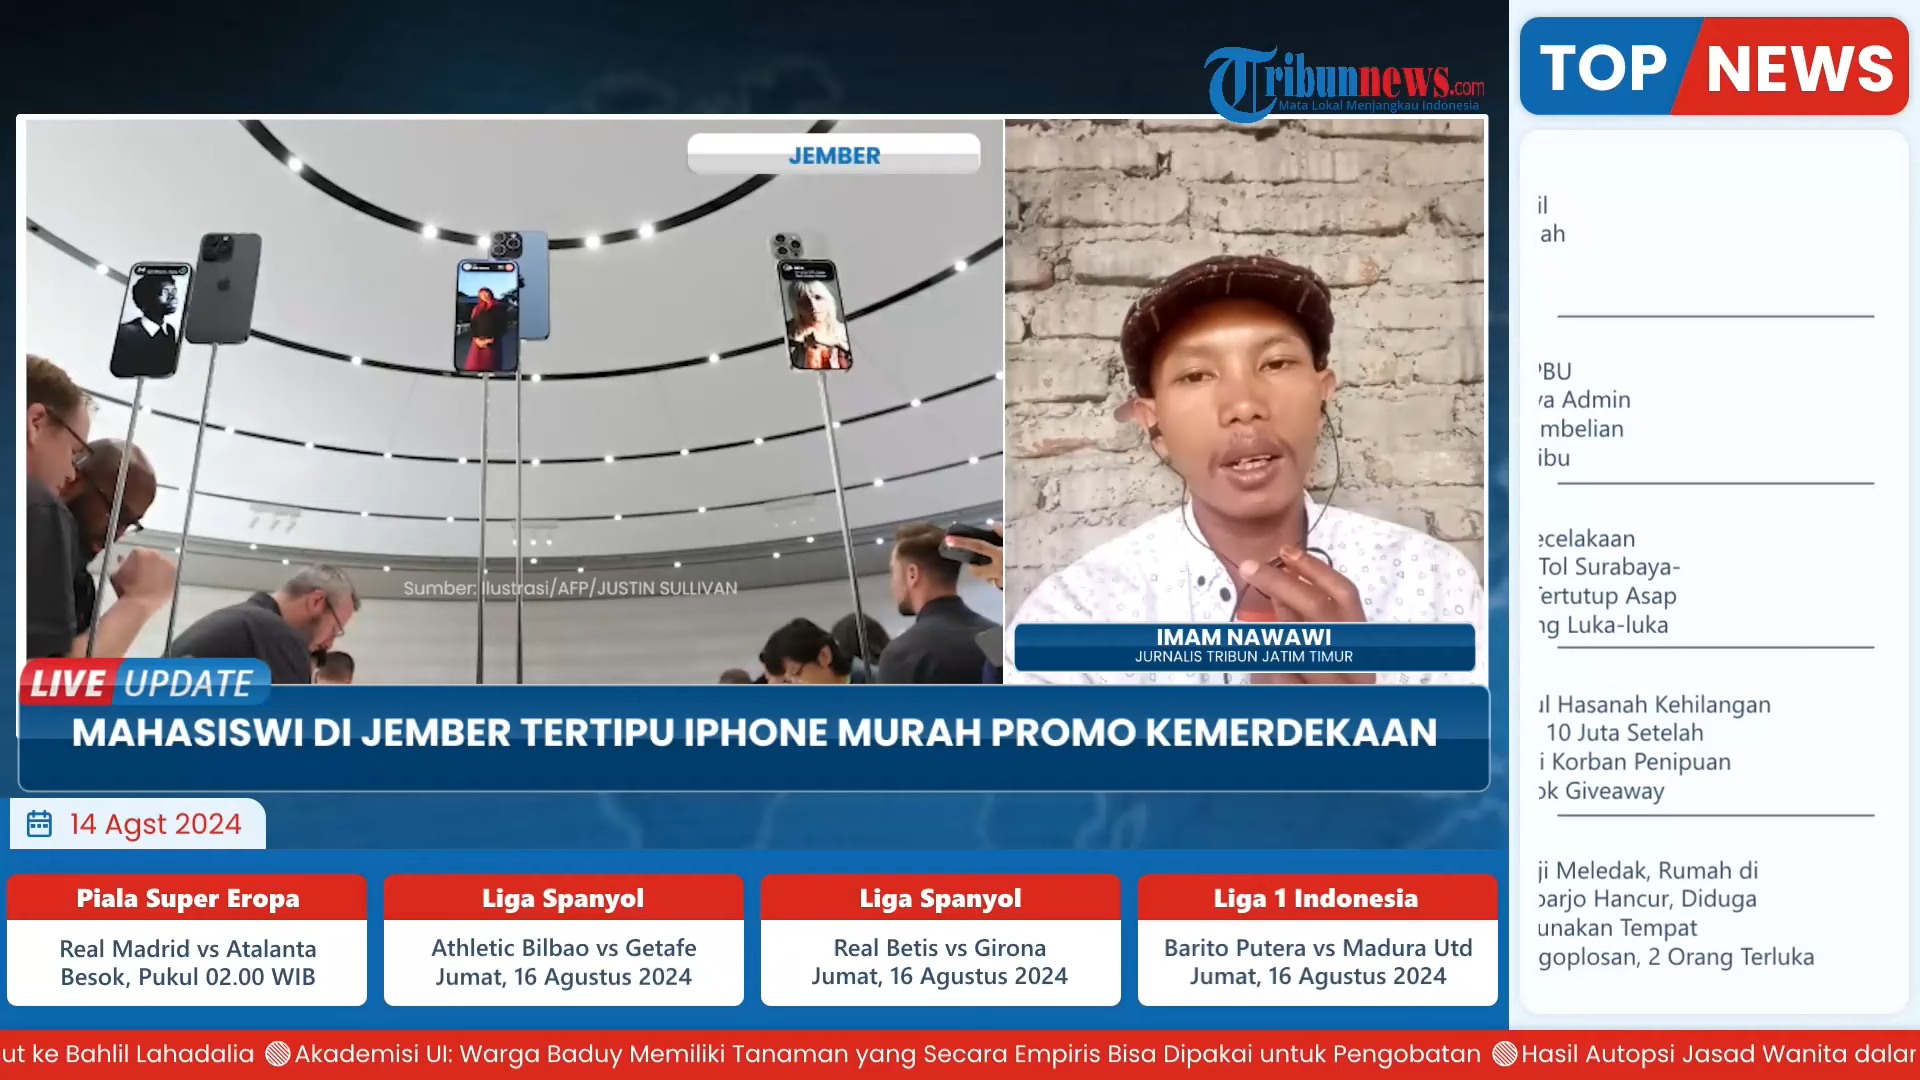 Tribunnews.com
Mata Lokal Menjangkau Indonesia
JEMBER
Sumber: Ilustrasi/AFP/JUSTIN SULLIVAN
IMAM NAWAWI
JURNALIS TRIBUN JATIM TIMUR
LIVE UPDATE
MAHASISWI DI JEMBER TERTIPU IPHONE MURAH PROMO KEMERDEKAAN
14 Agst 2024
Piala Super Eropa
Real Madrid vs Atalanta
Besok, Pukul 02.00 WIB
Liga Spanyol
Athletic Bilbao vs Getafe
Jumat, 16 Agustus 2024
Liga Spanyol
Real Betis vs Girona
Jumat, 16 Agustus 2024
Liga 1 Indonesia
Barito Putera vs Madura Utd
Jumat, 16 Agustus 2024
TOP NEWS
il
ah
PBU
ya Admin
mbelian
ibu
ecelakaan
Tol Surabaya-
Tertutup Asap
ng Luka-luka
ul Hasanah Kehilangan
10 Juta Setelah
i Korban Penipuan
ok Giveaway
ji Meledak, Rumah di
oarjo Hancur, Diduga
unakan Tempat
goplosan, 2 Orang Terluka
ut ke Bahlil Lahadalia Akademisi UI: Warga Baduy Memiliki Tanaman yang Secara Empiris Bisa Dipakai untuk Pengobatan Hasil Autopsi Jasad Wanita dalam